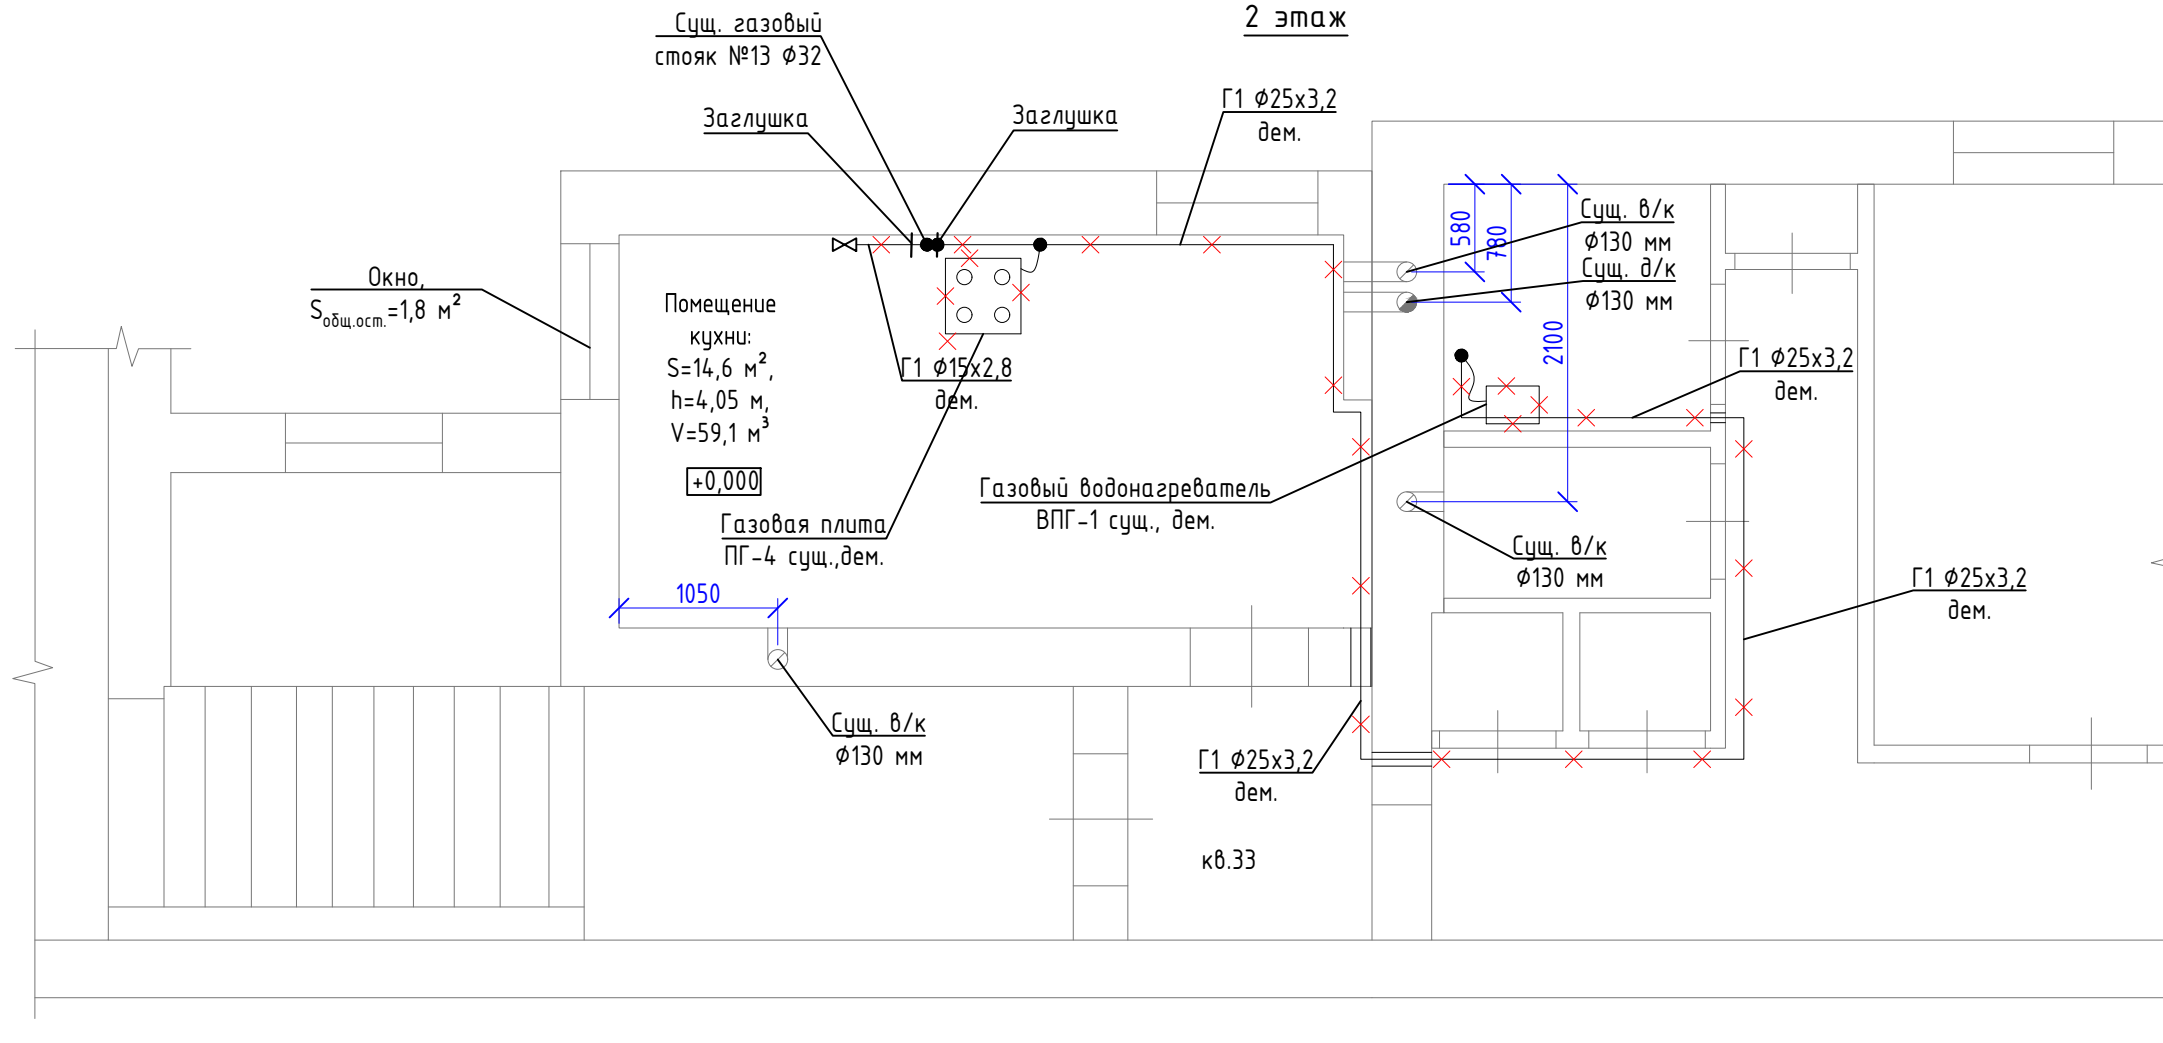 2 этаж
Сущ. газовый
стояк №13 Ф32
Заглушка
Заглушка
Г1 Ф25х3,2
дем.
Окно,
Sобщ.ост.=1,8 м²
Помещение
кухни:
S=14,6 м²,
h=4,05 м,
V=59,1 м³
+0,000
Г1 Ф15х2,8
дем.
Газовая плита
ПГ-4 сущ.,дем.
Газовый водонагреватель
ВПГ-1 сущ., дем.
580
780
2100
Сущ. в/к
Ф130 мм
Сущ. д/к
Ф130 мм
Г1 Ф25х3,2
дем.
Сущ. в/к
Ф130 мм
Г1 Ф25х3,2
дем.
1050
Сущ. в/к
Ф130 мм
Г1 Ф25х3,2
дем.
кв.33